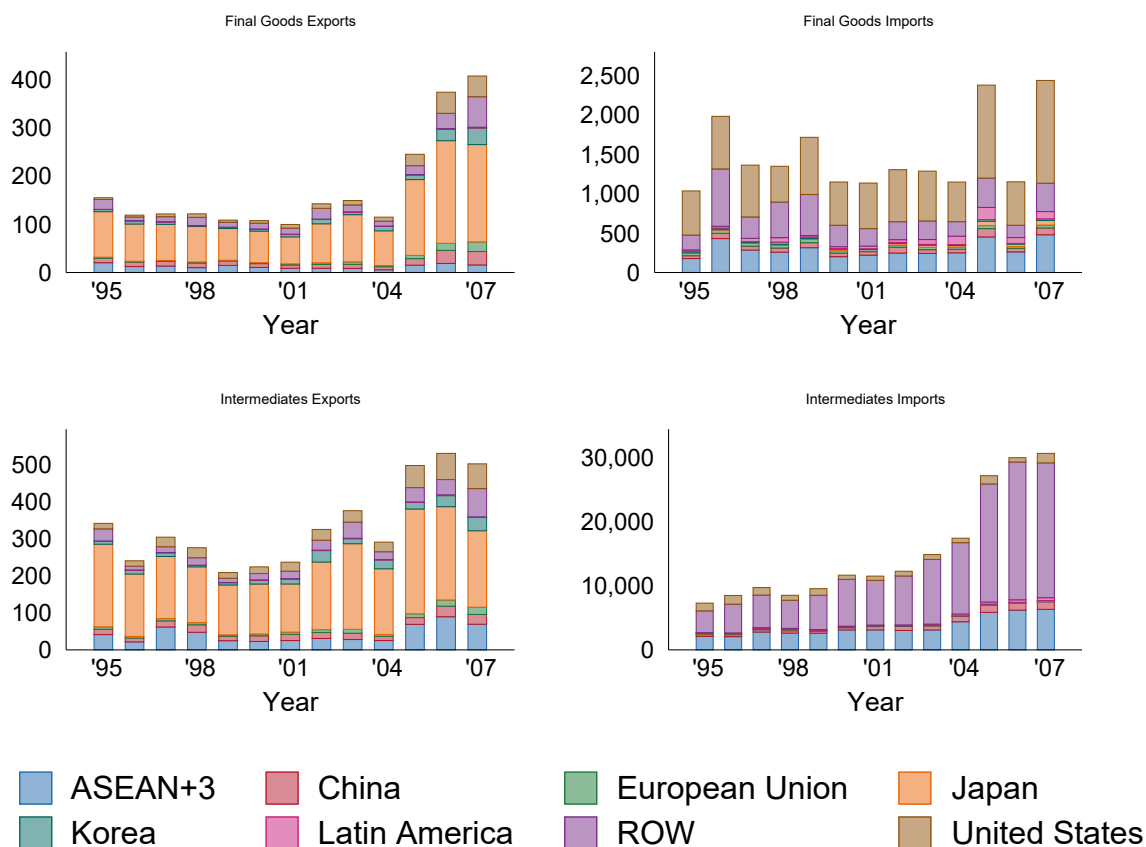 Final Goods Exports
400
300
200
100
0
'95 '98 '01 '04 '07
Year
Final Goods Imports
2,500
2,000
1,500
1,000
500
0
'95 '98 '01 '04 '07
Year
Intermediates Exports
500
400
300
200
100
0
'95 '98 '01 '04 '07
Year
Intermediates Imports
30,000
20,000
10,000
0
'95 '98 '01 '04 '07
Year
ASEAN+3 China European Union Japan
Korea Latin America ROW United States